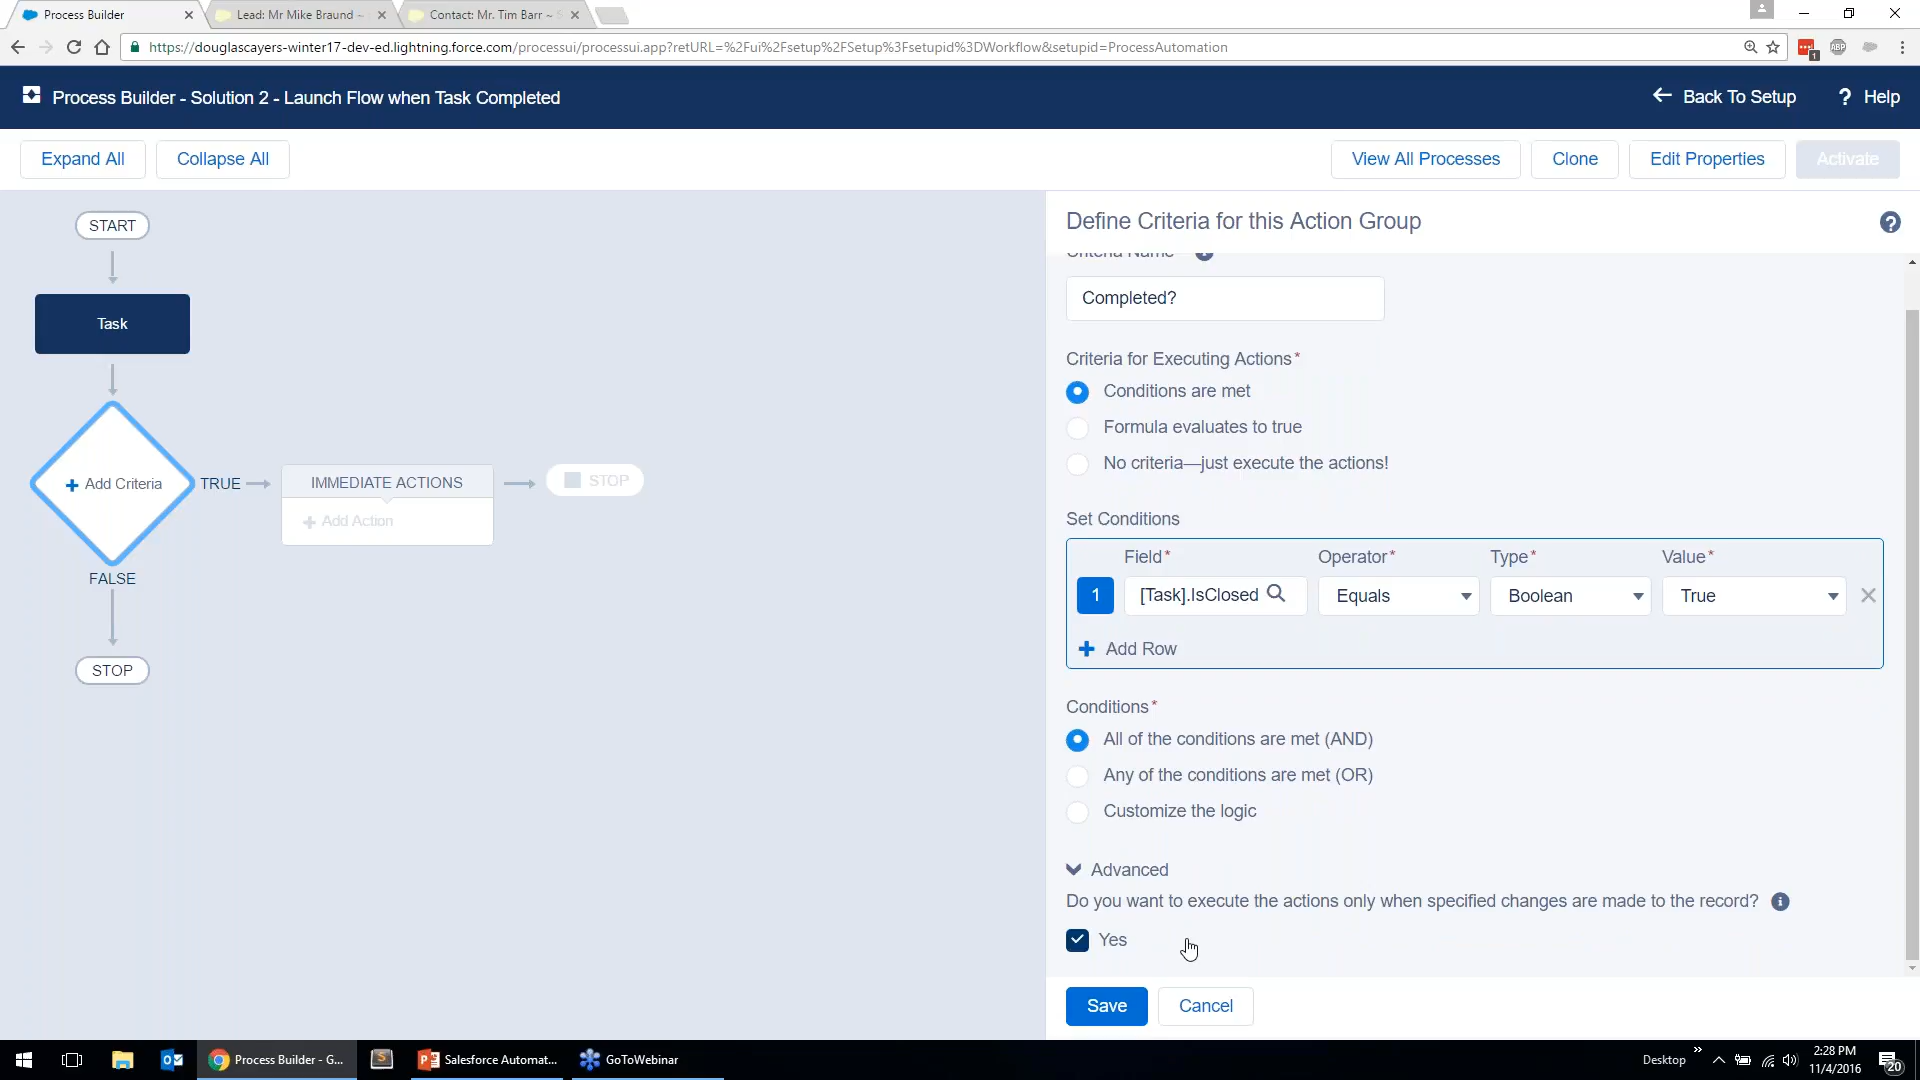 Process Builder
Lead: Mr Mike Braund ~
Contact: Mr. Tim Barr ~
https://douglascayers-winter17-dev-ed.lightning.force.com/processui/processui.app?retURL=%2Fui%2Fsetup%2FSetup%3Fsetupid%3DWorkflow&setupid=ProcessAutomation
1
ABP
Process Builder - Solution 2 - Launch Flow when Task Completed
Back To Setup
? Help
Expand All
Collapse All
View All Processes
Clone
Edit Properties
Activate
START
Task
+ Add Criteria
TRUE
IMMEDIATE ACTIONS
+ Add Action
STOP
FALSE
STOP
Define Criteria for this Action Group
?
Criteria Name
Completed?
Criteria for Executing Actions*
Conditions are met
Formula evaluates to true
No criteria—just execute the actions!
Set Conditions
Field* Operator* Type* Value*
1 [Task].IsClosed Equals Boolean True
+ Add Row
Conditions*
All of the conditions are met (AND)
Any of the conditions are met (OR)
Customize the logic
Advanced
Do you want to execute the actions only when specified changes are made to the record? i
Yes
Save
Cancel
Process Builder - G...
S
Salesforce Automat...
GoToWebinar
Desktop
2:28 PM
11/4/2016
20